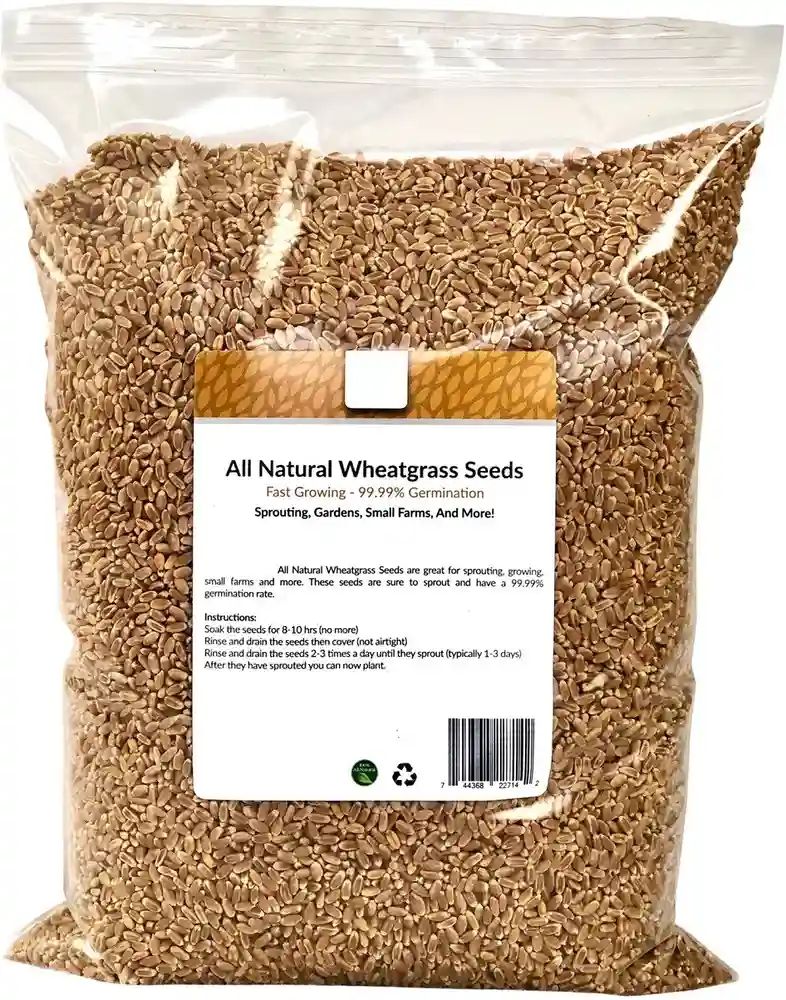 All Natural Wheatgrass Seeds
Fast Growing - 99.99% Germination
Sprouting, Gardens, Small Farms, And More!
All Natural Wheatgrass Seeds are great for sprouting, growing,
small farms and more. These seeds are sure to sprout and have a 99.99%
germination rate.
Instructions:
Soak the seeds for 8-10 hrs (no more)
Rinse and drain the seeds then cover (not airtight)
Rinse and drain the seeds 2-3 times a day until they sprout (typically 1-3 days)
After they have sprouted you can now plant.
100%
All Natural
7 44368 22714 2